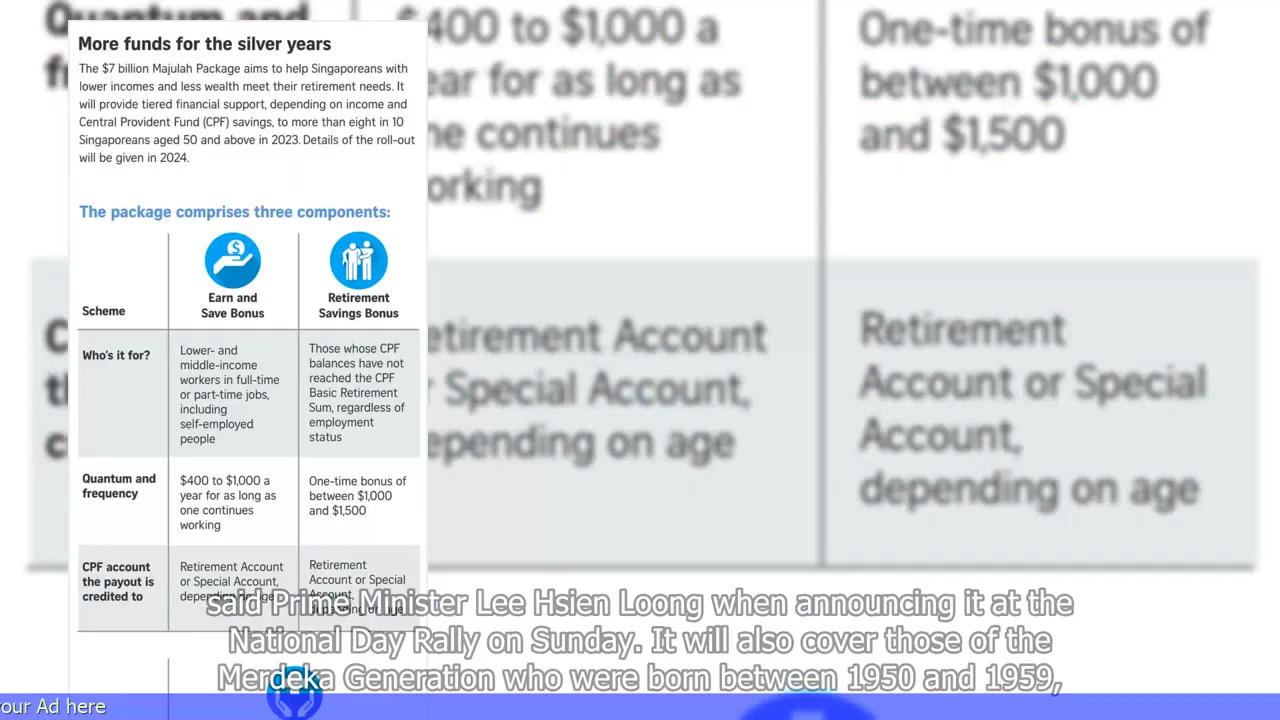 More funds for the silver years
The $7 billion Majulah Package aims to help Singaporeans with
lower incomes and less wealth meet their retirement needs. It
will provide tiered financial support, depending on income and
Central Provident Fund (CPF) savings, to more than eight in 10
Singaporeans aged 50 and above in 2023. Details of the roll-out
will be given in 2024.
The package comprises three components:
Scheme
Earn and
Save Bonus
Retirement
Savings Bonus
Who's it for?
Lower- and
middle-income
workers in full-time
or part-time jobs,
including
self-employed
people
Those whose CPF
balances have not
reached the CPF
Basic Retirement
Sum, regardless of
employment
status
Quantum and
frequency
$400 to $1,000 a
year for as long as
one continues
working
One-time bonus of
between $1,000
and $1,500
CPF account
the payout is
credited to
Retirement Account
or Special Account,
depending on age
Retirement
Account or Special
Account,
depending on age
Quantum and
$400 to $1,000 a
ear for as long as
ne continues
orking
One-time bonus of
between $1,000
and $1,500
etirement Account
r Special Account,
epending on age
Retirement
Account or Special
Account,
depending on age
said Prime Minister Lee Hsien Loong when announcing it at the
National Day Rally on Sunday. It will also cover those of the
Merdeka Generation who were born between 1950 and 1959,
our Ad here